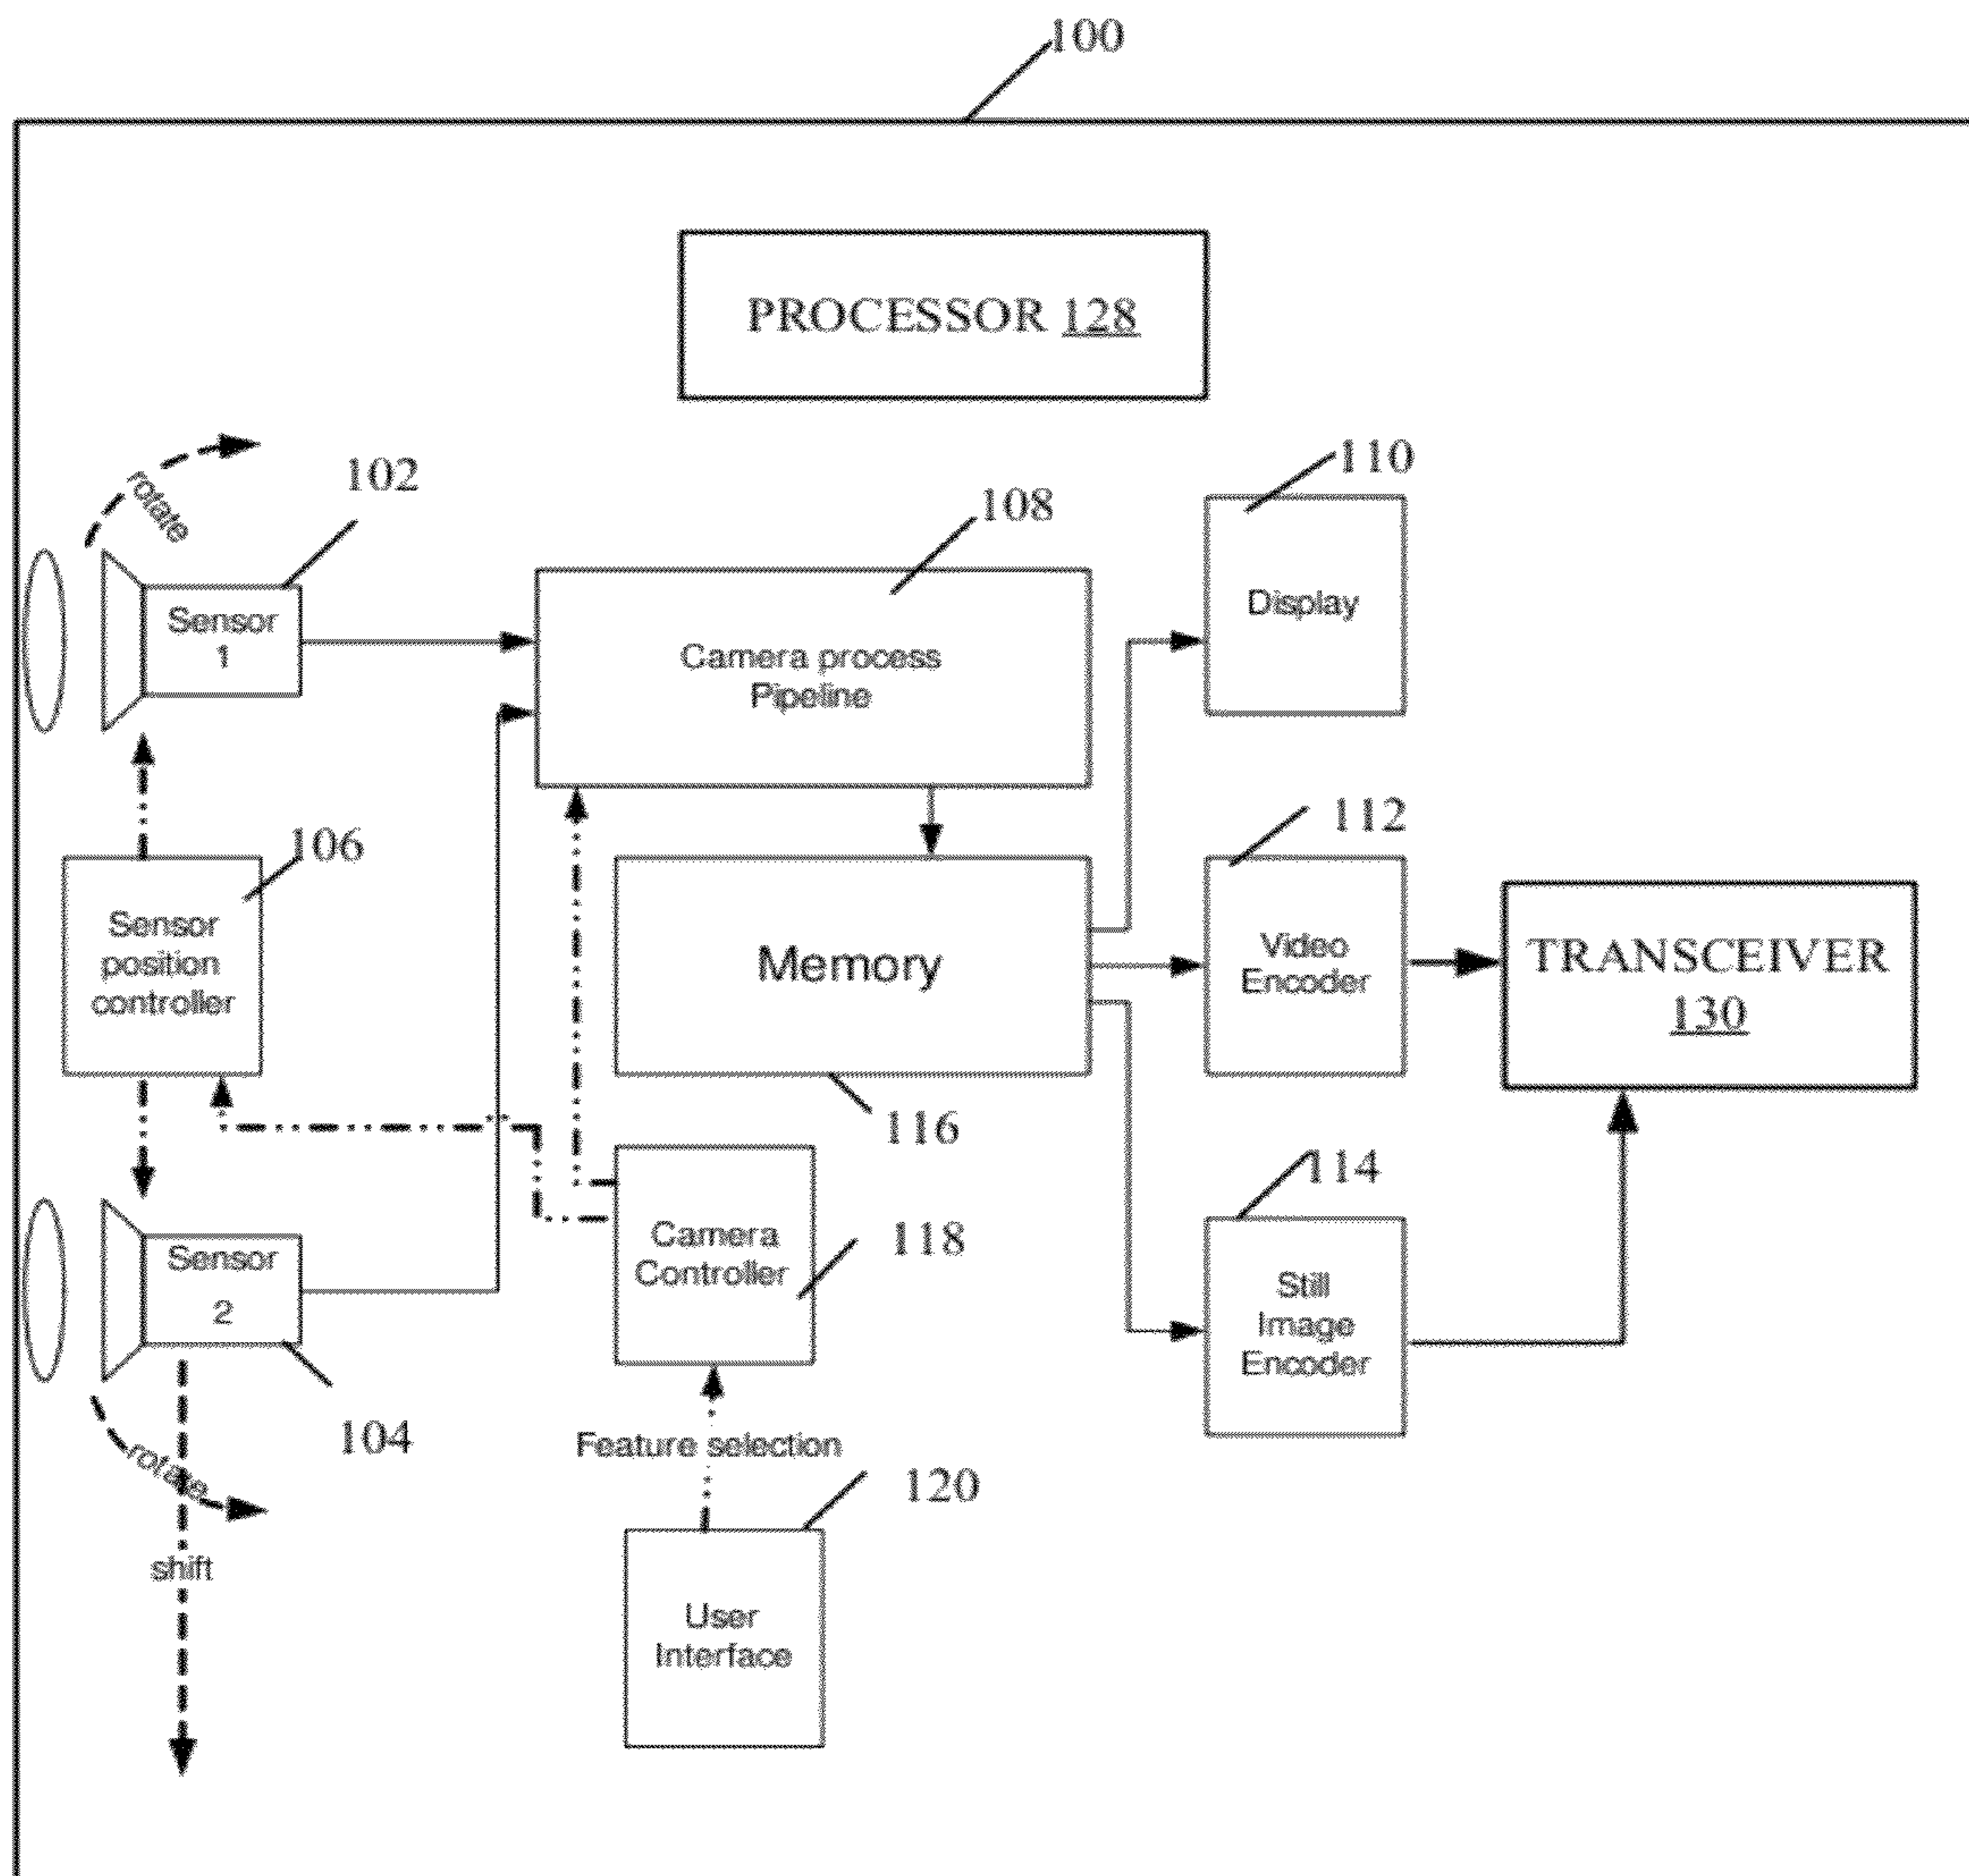 100
PROCESSOR 128
rotate
102
Sensor
1
108
Camera process
Pipeline
110
Display
106
Sensor
position
controller
Memory
116
112
Video
Encoder
TRANSCEIVER
130
Sensor
2
104
rotate
shift
Camera
Controller
118
114
Still
Image
Encoder
Feature selection
120
User
Interface